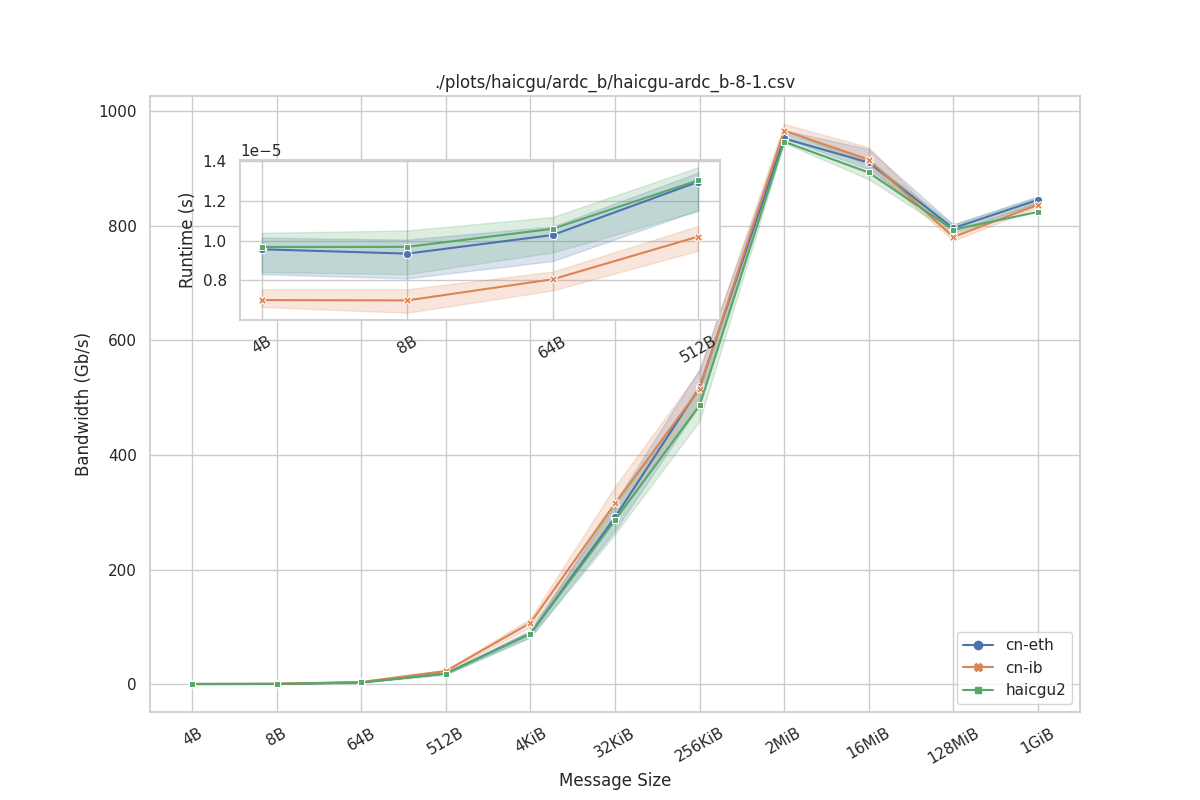 ./plots/haicgu/ardc_b/haicgu-ardc_b-8-1.csv
1000
800
600
400
200
0
Bandwidth (Gb/s)
1e−5
1.4
1.2
1.0
0.8
Runtime (s)
4B
8B
64B
512B
cn-eth
cn-ib
haicgu2
4B
8B
64B
512B
4KiB
32KiB
256KiB
2MiB
16MiB
128MiB
1GiB
Message Size